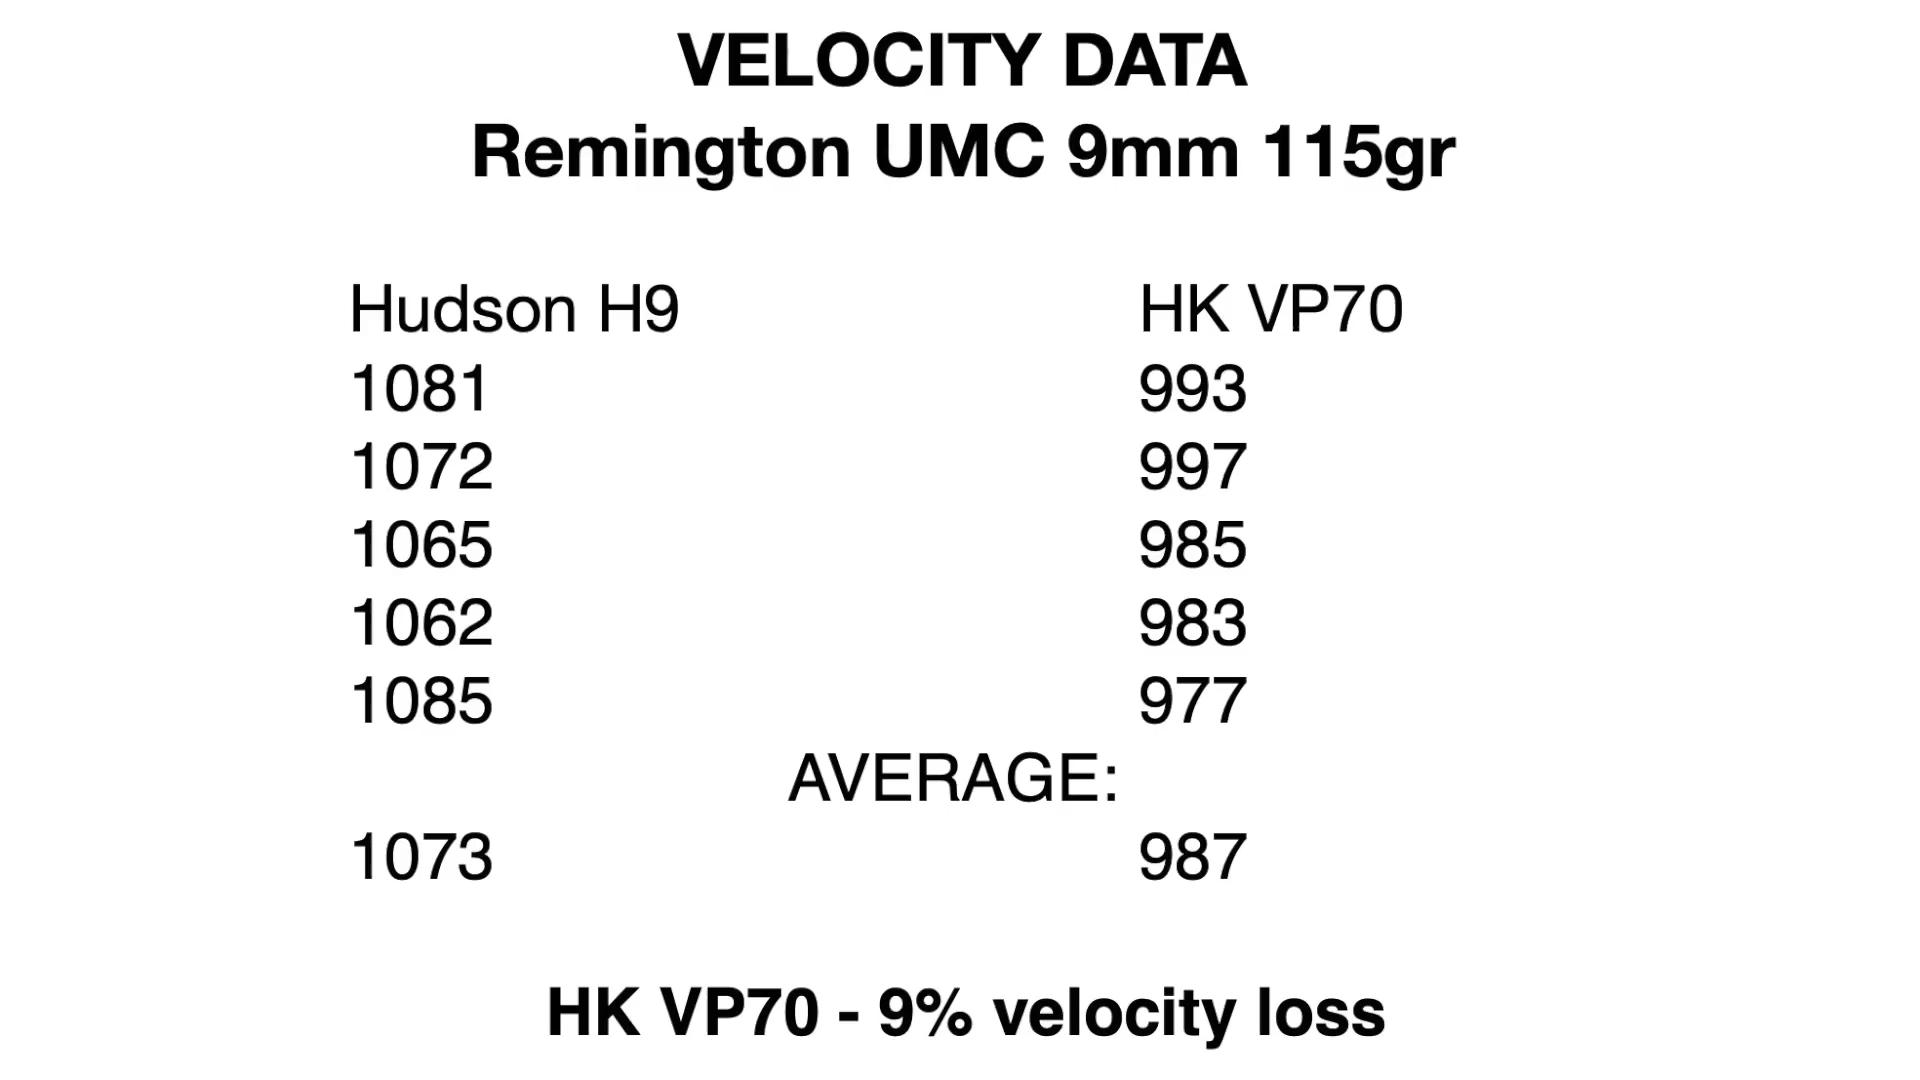 VELOCITY DATA
Remington UMC 9mm 115gr
Hudson H9 HK VP70
1081 993
1072 997
1065 985
1062 983
1085 977
AVERAGE:
1073 987
HK VP70 - 9% velocity loss